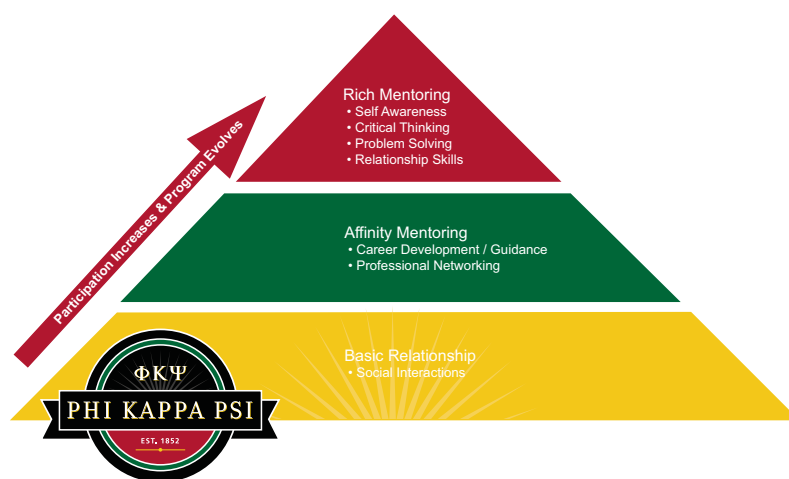 Rich Mentoring
• Self Awareness
• Critical Thinking
• Problem Solving
• Relationship Skills
Participation Increases & Program Evolves
Affinity Mentoring
• Career Development / Guidance
• Professional Networking
Basic Relationship
• Social Interactions
ΦΚΨ
PHI KAPPA PSI
EST. 1852